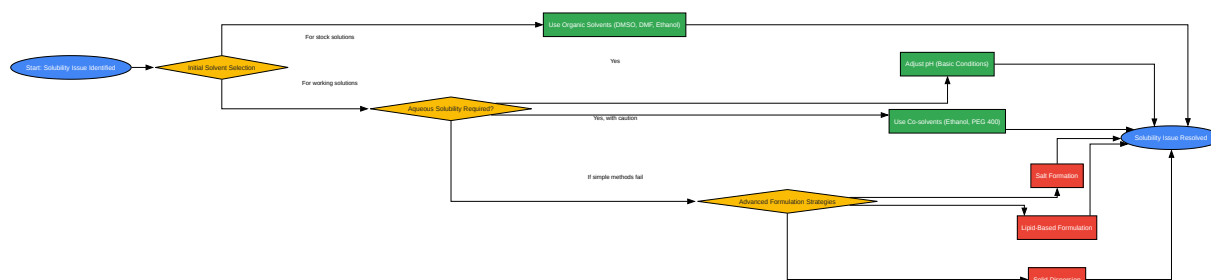 Use Organic Solvents (DMSO, DMF, Ethanol)
For stock solutions
Start: Solubility Issue Identified
Initial Solvent Selection
Yes
Adjust pH (Basic Conditions)
For working solutions
Aqueous Solubility Required?
Yes, with caution
Use Co-solvents (Ethanol, PEG 400)
Solubility Issue Resolved
If simple methods fail
Salt Formation
Advanced Formulation Strategies
Lipid-Based Formulation
Solid Dispersion